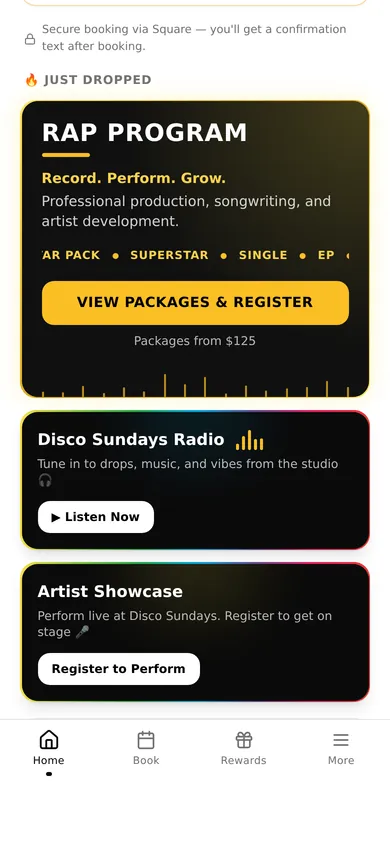 Secure booking via Square — you'll get a confirmation
text after booking.
🔥 JUST DROPPED
RAP PROGRAM
Record. Perform. Grow.
Professional production, songwriting, and
artist development.
AR PACK ● SUPERSTAR ● SINGLE ● EP
VIEW PACKAGES & REGISTER
Packages from $125
Disco Sundays Radio
Tune in to drops, music, and vibes from the studio
🎧
▶ Listen Now
Artist Showcase
Perform live at Disco Sundays. Register to get on
stage 🎤
Register to Perform
Home Book Rewards More